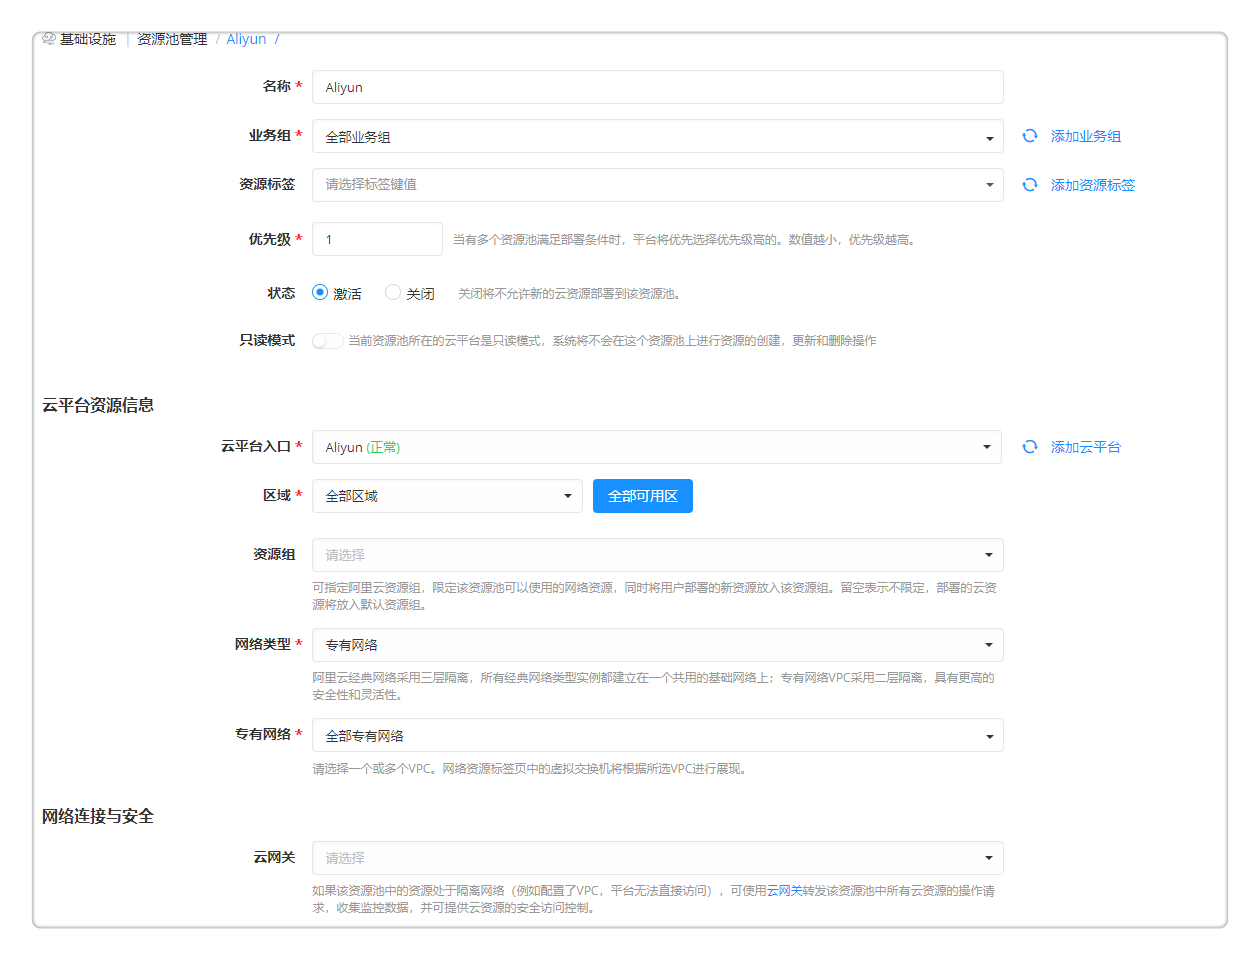 基础设施 | 资源池管理 / Aliyun /
名称 * Aliyun
业务组 * 全部业务组 添加业务组
资源标签 请选择标签键值 添加资源标签
优先级 * 1 当有多个资源池满足部署条件时，平台将优先选择优先级高的。数值越小，优先级越高。
状态 激活 关闭 关闭将不允许新的云资源部署到该资源池。
只读模式 当前资源池所在的云平台是只读模式，系统将不会在这个资源池上进行资源的创建，更新和删除操作
云平台资源信息
云平台入口 * Aliyun (正常) 添加云平台
区域 * 全部区域 全部可用区
资源组 请选择
可指定阿里云资源组，限定该资源池可以使用的网络资源，同时将用户部署的新资源放入该资源组。留空表示不限定，部署的云资
源将放入默认资源组。
网络类型 * 专有网络
阿里云经典网络采用三层隔离，所有经典网络类型实例都建立在一个共用的基础网络上；专有网络VPC采用二层隔离，具有更高的
安全性和灵活性。
专有网络 * 全部专有网络
请选择一个或多个VPC。网络资源标签页中的虚拟交换机将根据所选VPC进行展现。
网络连接与安全
云网关 请选择
如果该资源池中的资源处于隔离网络（例如配置了VPC，平台无法直接访问），可使用云网关转发该资源池中所有云资源的操作请
求，收集监控数据，并可提供云资源的安全访问控制。